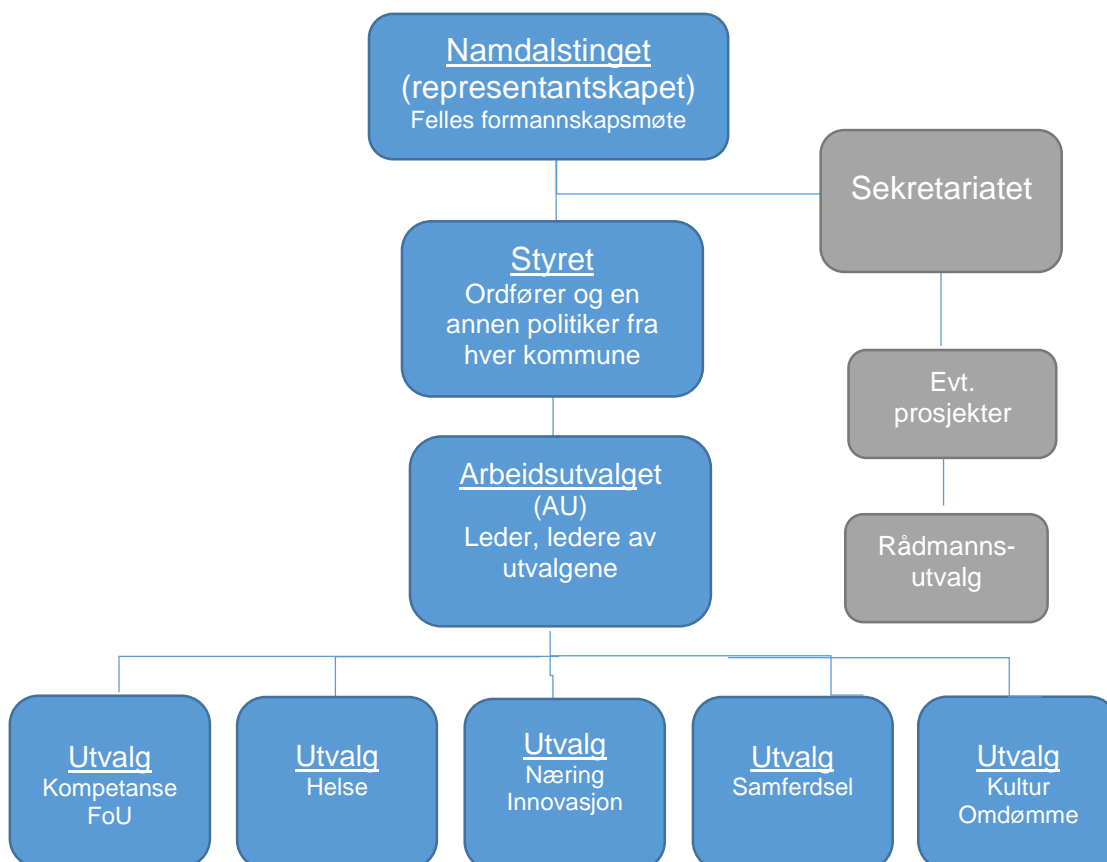 Namdalstinget
(representantskapet)
Felles formannskapsmøte
Sekretariatet
Styret
Ordfører og en
annen politiker fra
hver kommune
Evt.
prosjekter
Arbeidsutvalget
(AU)
Leder, ledere av
utvalgene
Rådmanns-
utvalg
Utvalg
Kompetanse
FoU
Utvalg
Helse
Utvalg
Næring
Innovasjon
Utvalg
Samferdsel
Utvalg
Kultur
Omdømme